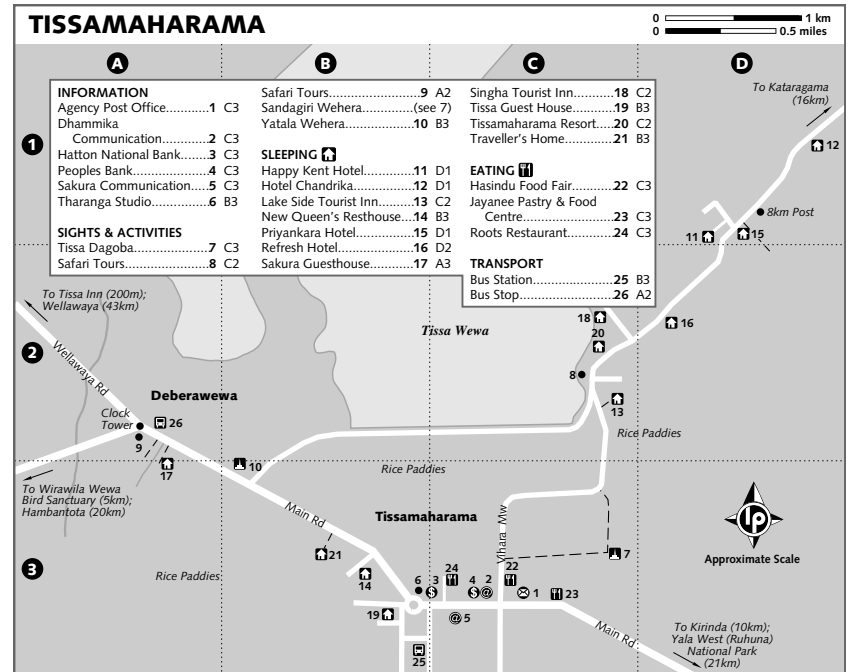 TISSAMAHARAMA
0 1 km
0 0.5 miles
A B C D
INFORMATION
Agency Post Office............1 C3
Dhammika
Communication...............2 C3
Hatton National Bank........3 C3
Peoples Bank...................4 C3
Sakura Communication.....5 C3
Tharanga Studio...............6 B3
SIGHTS & ACTIVITIES
Tissa Dagoba...................7 C3
Safari Tours.....................8 C2
Safari Tours.....................9 A2
Sandagiri Wehera............(see 7)
Yatala Wehera.................10 B3
SLEEPING
Happy Kent Hotel.............11 D1
Hotel Chandrika...............12 D1
Lake Side Tourist Inn........13 C2
New Queen's Resthouse....14 B3
Priyankara Hotel..............15 D1
Refresh Hotel..................16 D2
Sakura Guesthouse...........17 A3
Singha Tourist Inn............18 C2
Tissa Guest House............19 B3
Tissamaharama Resort.....20 C2
Traveller's Home..............21 B3
EATING
Hasindu Food Fair............22 C3
Jayanee Pastry & Food
Centre............................23 C3
Roots Restaurant.............24 C3
TRANSPORT
Bus Station.....................25 B3
Bus Stop.........................26 A2
1
To Kataragama
(16km)
12
8km Post
11
15
To Tissa Inn (200m);
Wellawaya (43km)
Tissa Wewa
18
20
16
2
Wellawaya Rd
8
Deberawewa
13
Clock
Tower
26
9
Rice Paddies
17
10
Rice Paddies
To Wirawila Wewa
Bird Sanctuary (5km);
Hambantota (20km)
Main Rd
Tissamaharama
Vihara Mw
lp
Approximate Scale
21
7
3
Rice Paddies
14
6 3 24 4 2 22 1 23
$ $ @
19
@ 5
Main Rd
25
To Kirinda (10km);
Yala West (Ruhuna)
National Park
(21km)